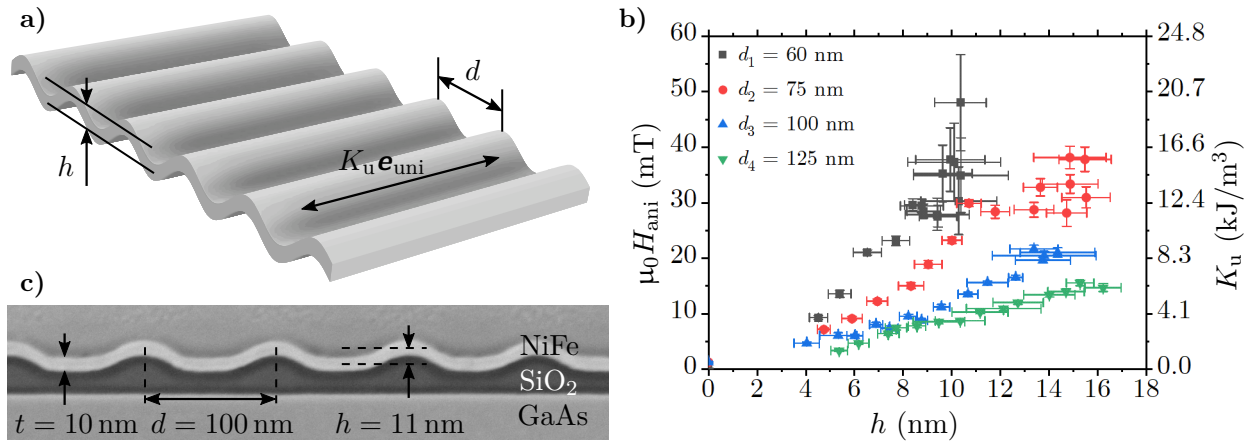 a)
d
h
K_u e_uni
b)
60
50
40
30
20
10
0
μ₀H_ani (mT)
d₁ = 60 nm
d₂ = 75 nm
d₃ = 100 nm
d₄ = 125 nm
24.8
20.7
16.6
12.4
8.3
4.1
0.0
K_u (kJ/m³)
0 2 4 6 8 10 12 14 16 18
h (nm)
c)
NiFe
SiO₂
GaAs
t = 10 nm d = 100 nm h = 11 nm